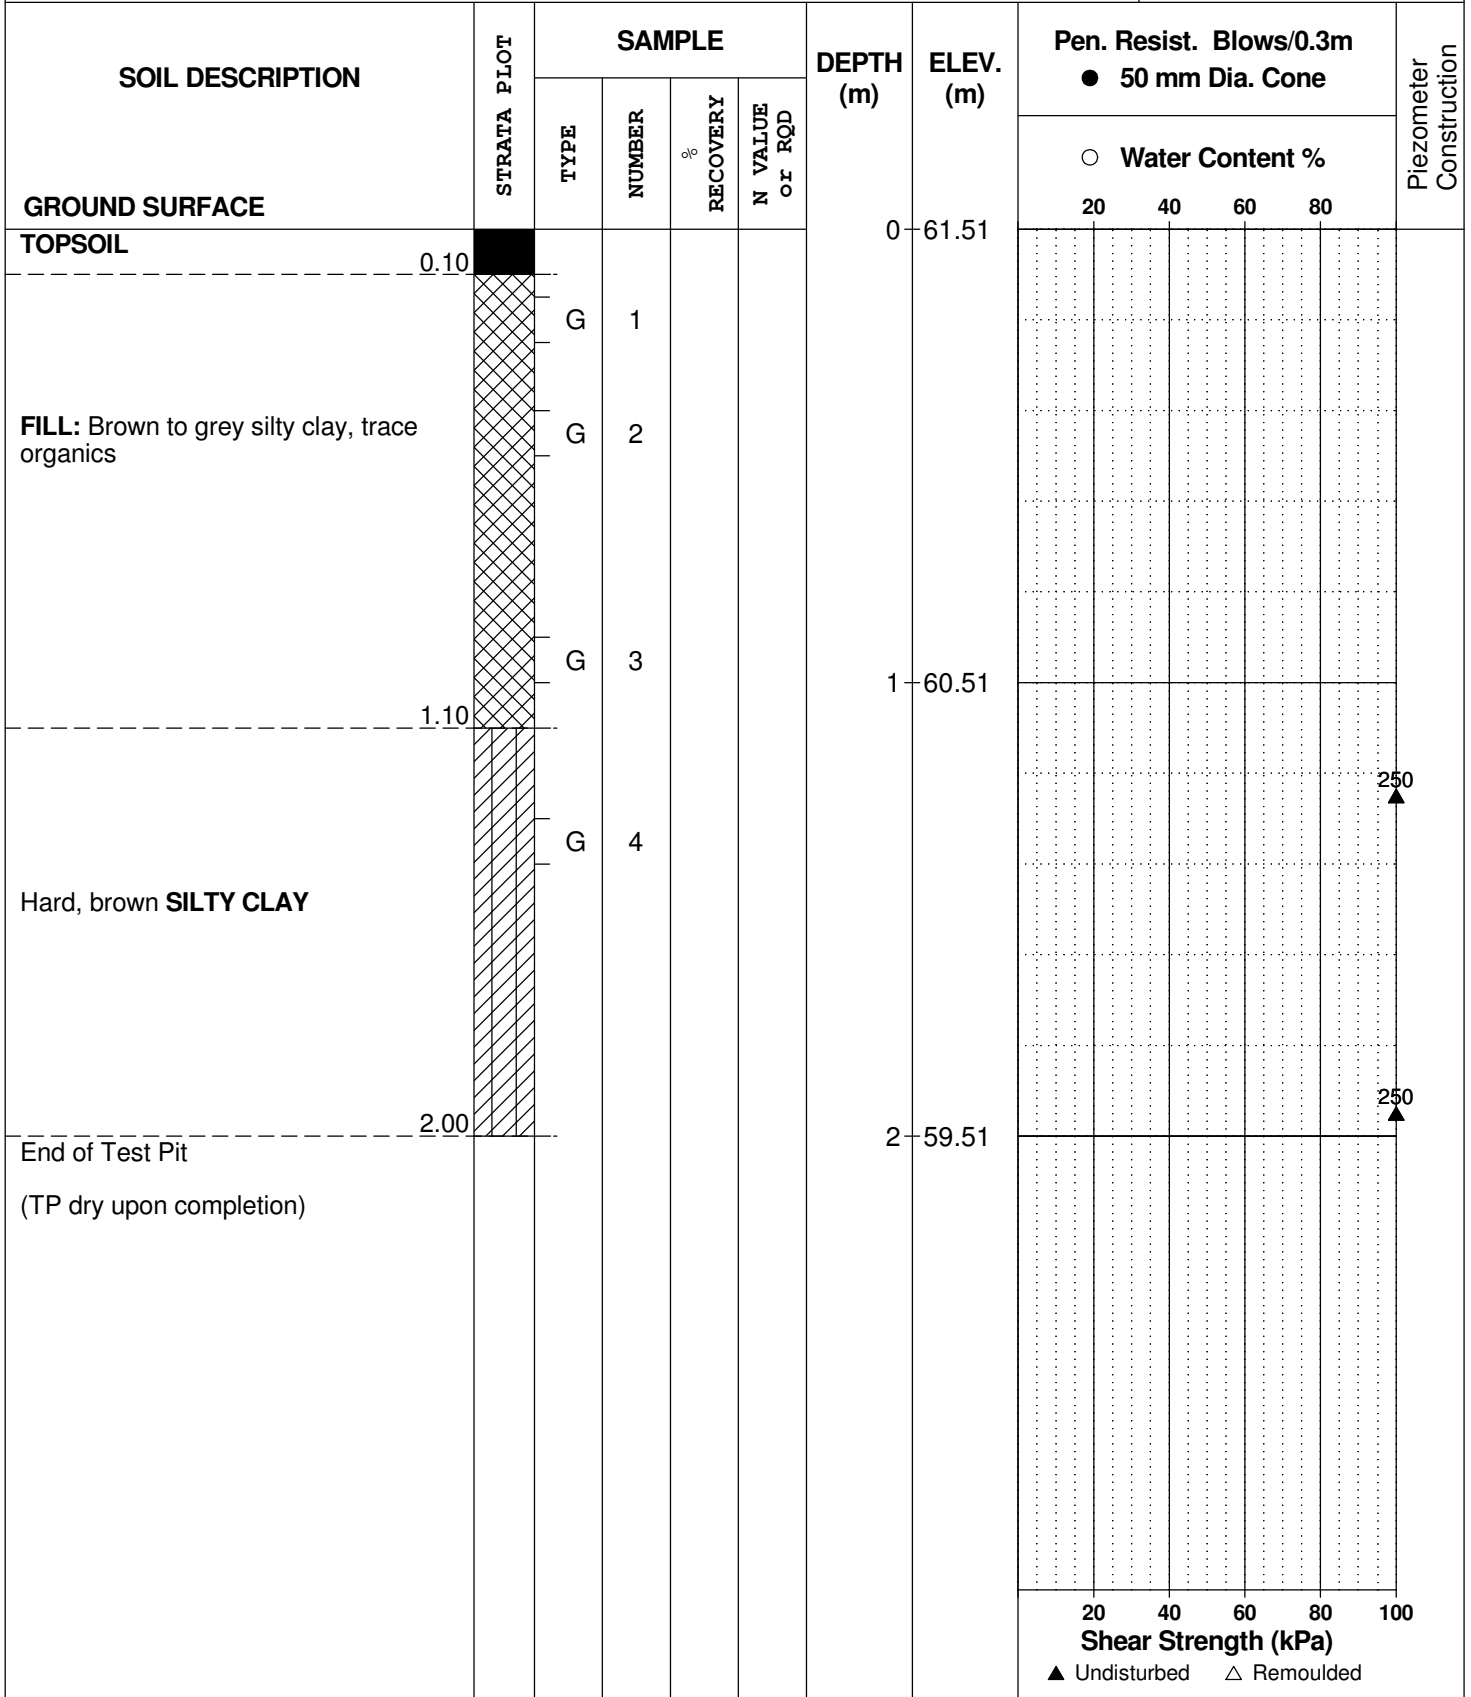 SOIL DESCRIPTION
GROUND SURFACE
STRATA PLOT
SAMPLE
TYPE
NUMBER
%
RECOVERY
N VALUE
or RQD
DEPTH
(m)
ELEV.
(m)
Pen. Resist. Blows/0.3m
● 50 mm Dia. Cone
○ Water Content %
20 40 60 80
Piezometer
Construction
TOPSOIL
0.10
0 61.51
G 1
FILL: Brown to grey silty clay, trace
organics
G 2
G 3
1 60.51
1.10
250
G 4
Hard, brown SILTY CLAY
250
2.00
2 59.51
End of Test Pit
(TP dry upon completion)
20 40 60 80 100
Shear Strength (kPa)
▲ Undisturbed △ Remoulded